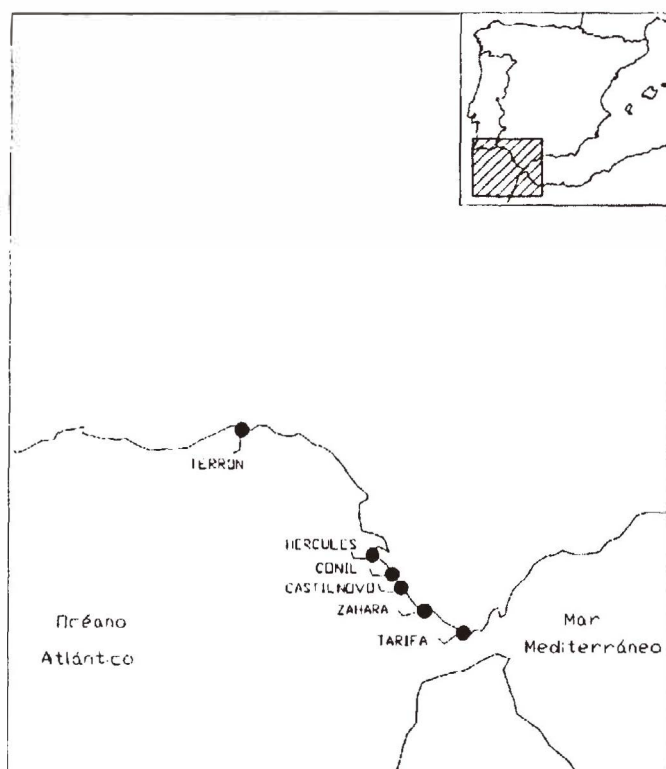 TERRON
HERCULES
CONIL
CASTILNOVO
ZAHARA
TARIFA
Océano
Atlántico
Mar
Mediterráneo